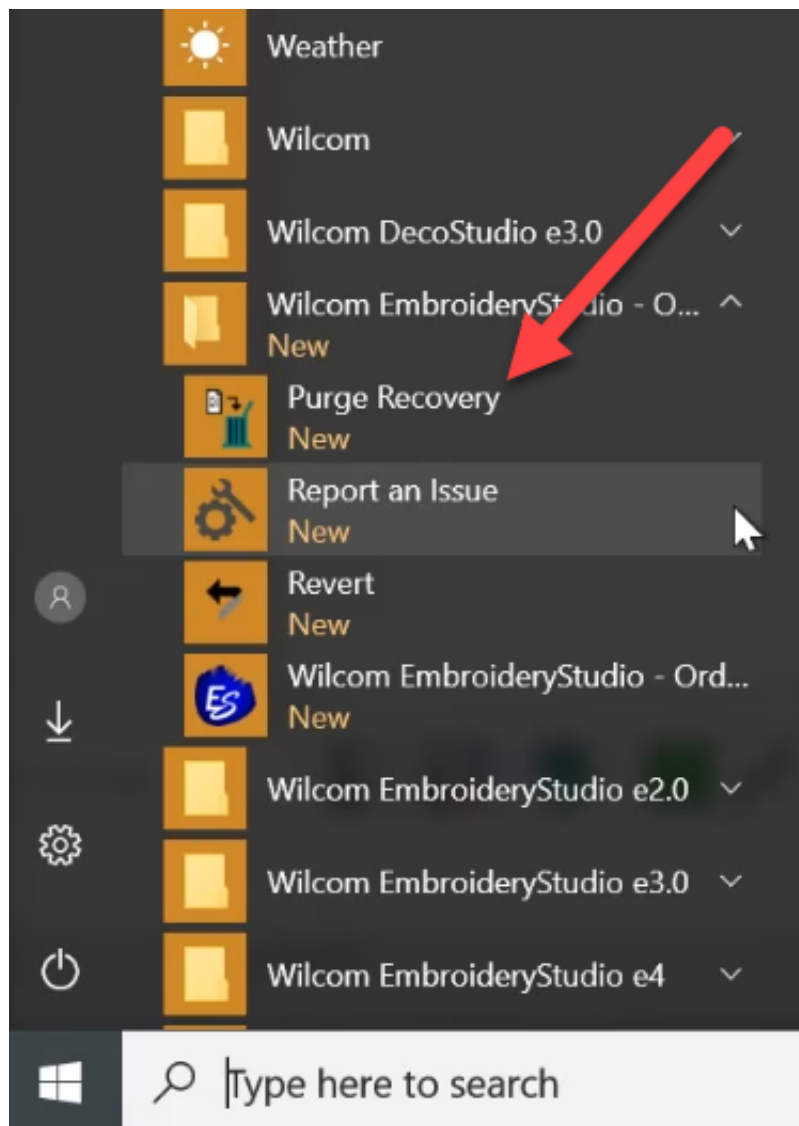 Weather
Wilcom
Wilcom DecoStudio e3.0
Wilcom EmbroideryStudio - O...
New
Purge Recovery
New
Report an Issue
New
Revert
New
ES
Wilcom EmbroideryStudio - Ord...
New
Wilcom EmbroideryStudio e2.0
Wilcom EmbroideryStudio e3.0
Wilcom EmbroideryStudio e4
Type here to search